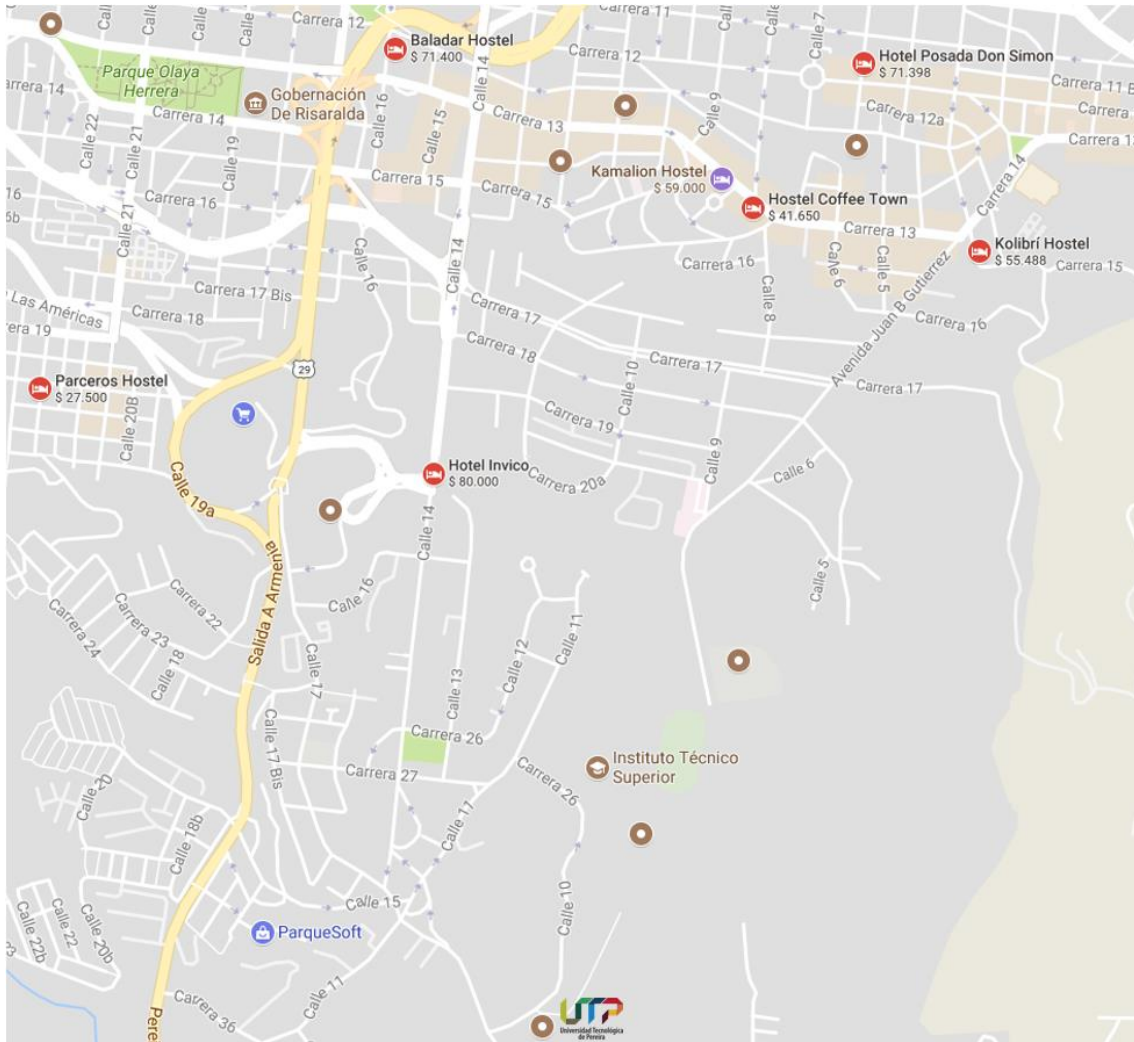 Carrera 12
Calle 7
Baladar Hostel
$ 71.400
Carrera 12
Hotel Posada Don Simon
$ 71.398
Parque Olaya
Herrera
Calle 14
Carrera 11 B
Gobernación
De Risaralda
Carrera 14
Calle 16
Calle 15
Carrera 13
Calle 9
Carrera 12a
Calle 22
Calle 21
Calle 19
Kamalion Hostel
$ 59.000
Carrera 15
Carrera 15
Carrera 14
Hostel Coffee Town
$ 41.650
Carrera 16
Calle 21
Carrera 13
Kolibrí Hostel
$ 55.488
Calle 14
Calle 16
Carrera 16
Calle 8
Calle 6
Calle 5
Carrera 15
Carrera 17 Bis
Las Américas
Carrera 18
Carrera 17
Carrera 16
Avenida Juan B Gutierrez
Carrera 18
Carrera 17
Calle 10
29
Parceros Hostel
$ 27.500
Carrera 17
Calle 20B
Carrera 19
Calle 9
Hotel Invico
$ 80.000
Carrera 20a
Calle 6
Calle 19a
Calle 14
Salida A Armenia
Calle 16
Calle 5
Carrera 22
Carrera 23
Carrera 24
Calle 18
Calle 17
Calle 13
Calle 12
Calle 11
Carrera 26
Calle 17 Bis
Carrera 27
Instituto Técnico
Superior
Carrera 26
Calle 20
Calle 18b
Calle 11
Calle 15
Calle 10
ParqueSoft
Calle 22b
Calle 22
Calle 20b
Calle 11
Carrera 36
Pere
UTP
Universidad Tecnológica
de Pereira